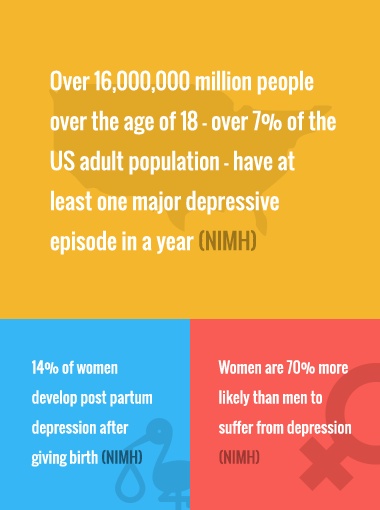 Over 16,000,000 million people
over the age of 18 - over 7% of the
US adult population - have at
least one major depressive
episode in a year (NIMH)
14% of women
develop post partum
depression after
giving birth (NIMH)
Women are 70% more
likely than men to
suffer from depression
(NIMH)